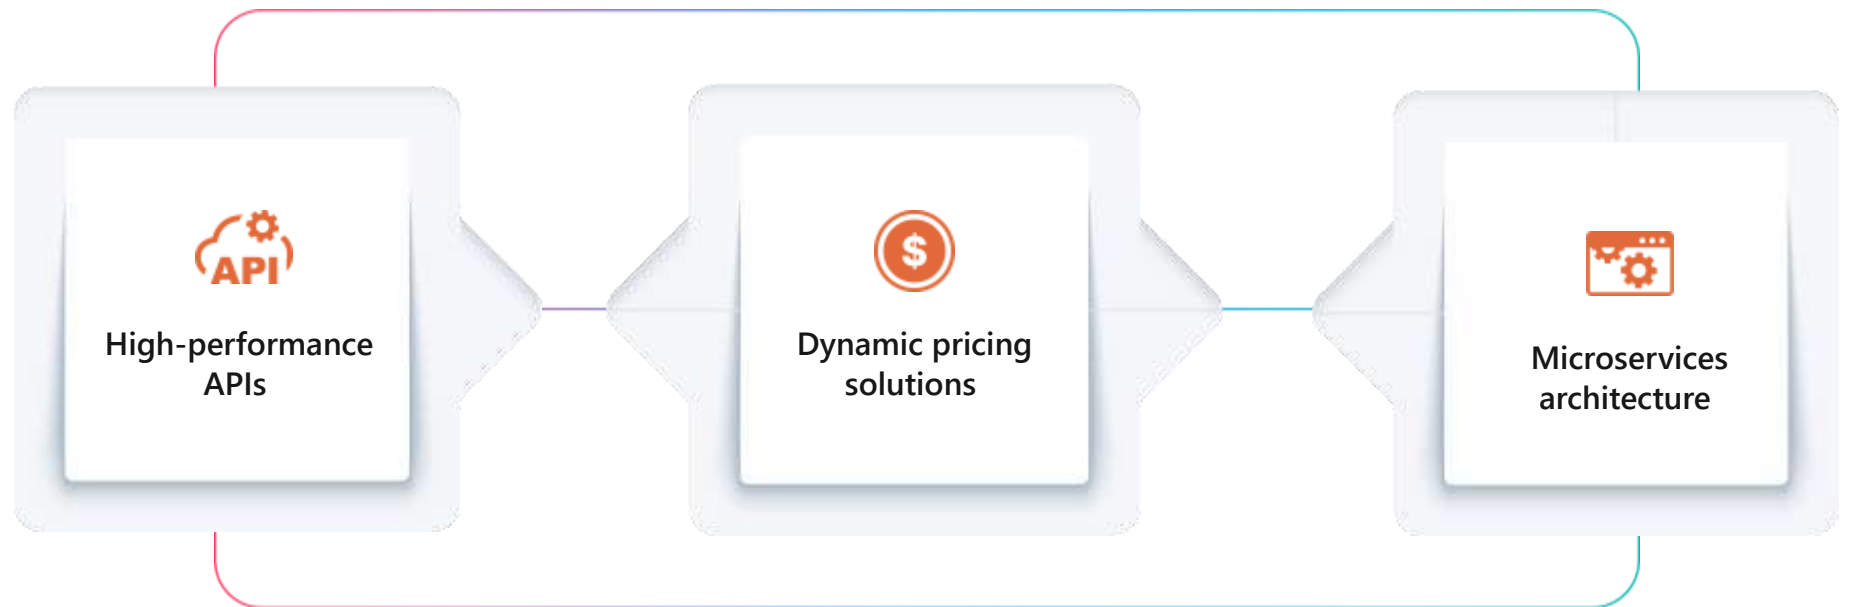 API
High-performance
APIs
$
Dynamic pricing
solutions
Microservices
architecture